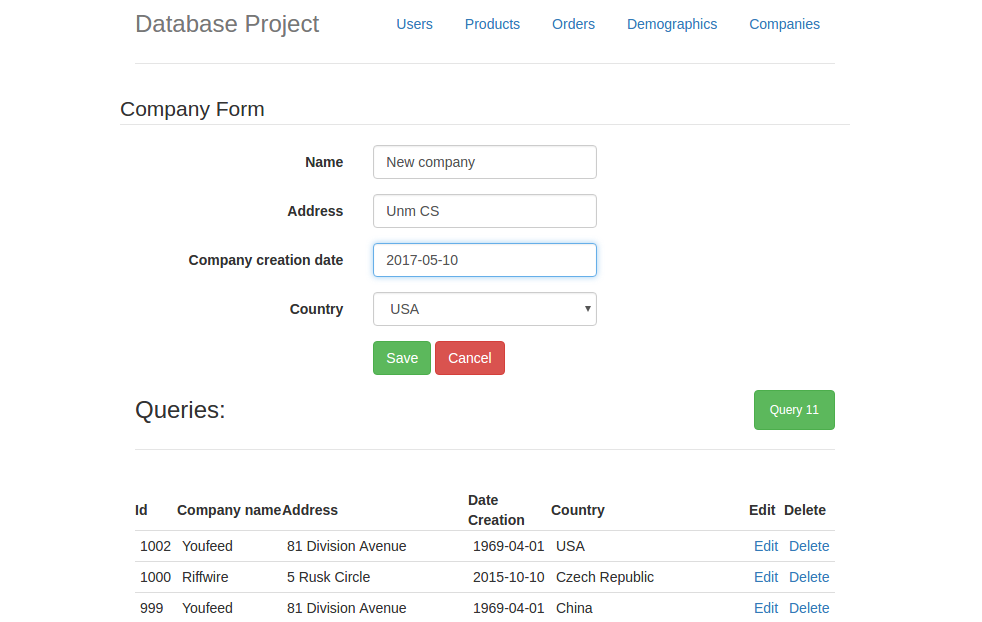 Database Project Users Products Orders Demographics Companies
Company Form
Name New company
Address Unm CS
Company creation date 2017-05-10
Country USA
Save Cancel
Queries: Query 11
Id Company name Address Date Creation Country Edit Delete
1002 Youfeed 81 Division Avenue 1969-04-01 USA Edit Delete
1000 Riffwire 5 Rusk Circle 2015-10-10 Czech Republic Edit Delete
999 Youfeed 81 Division Avenue 1969-04-01 China Edit Delete